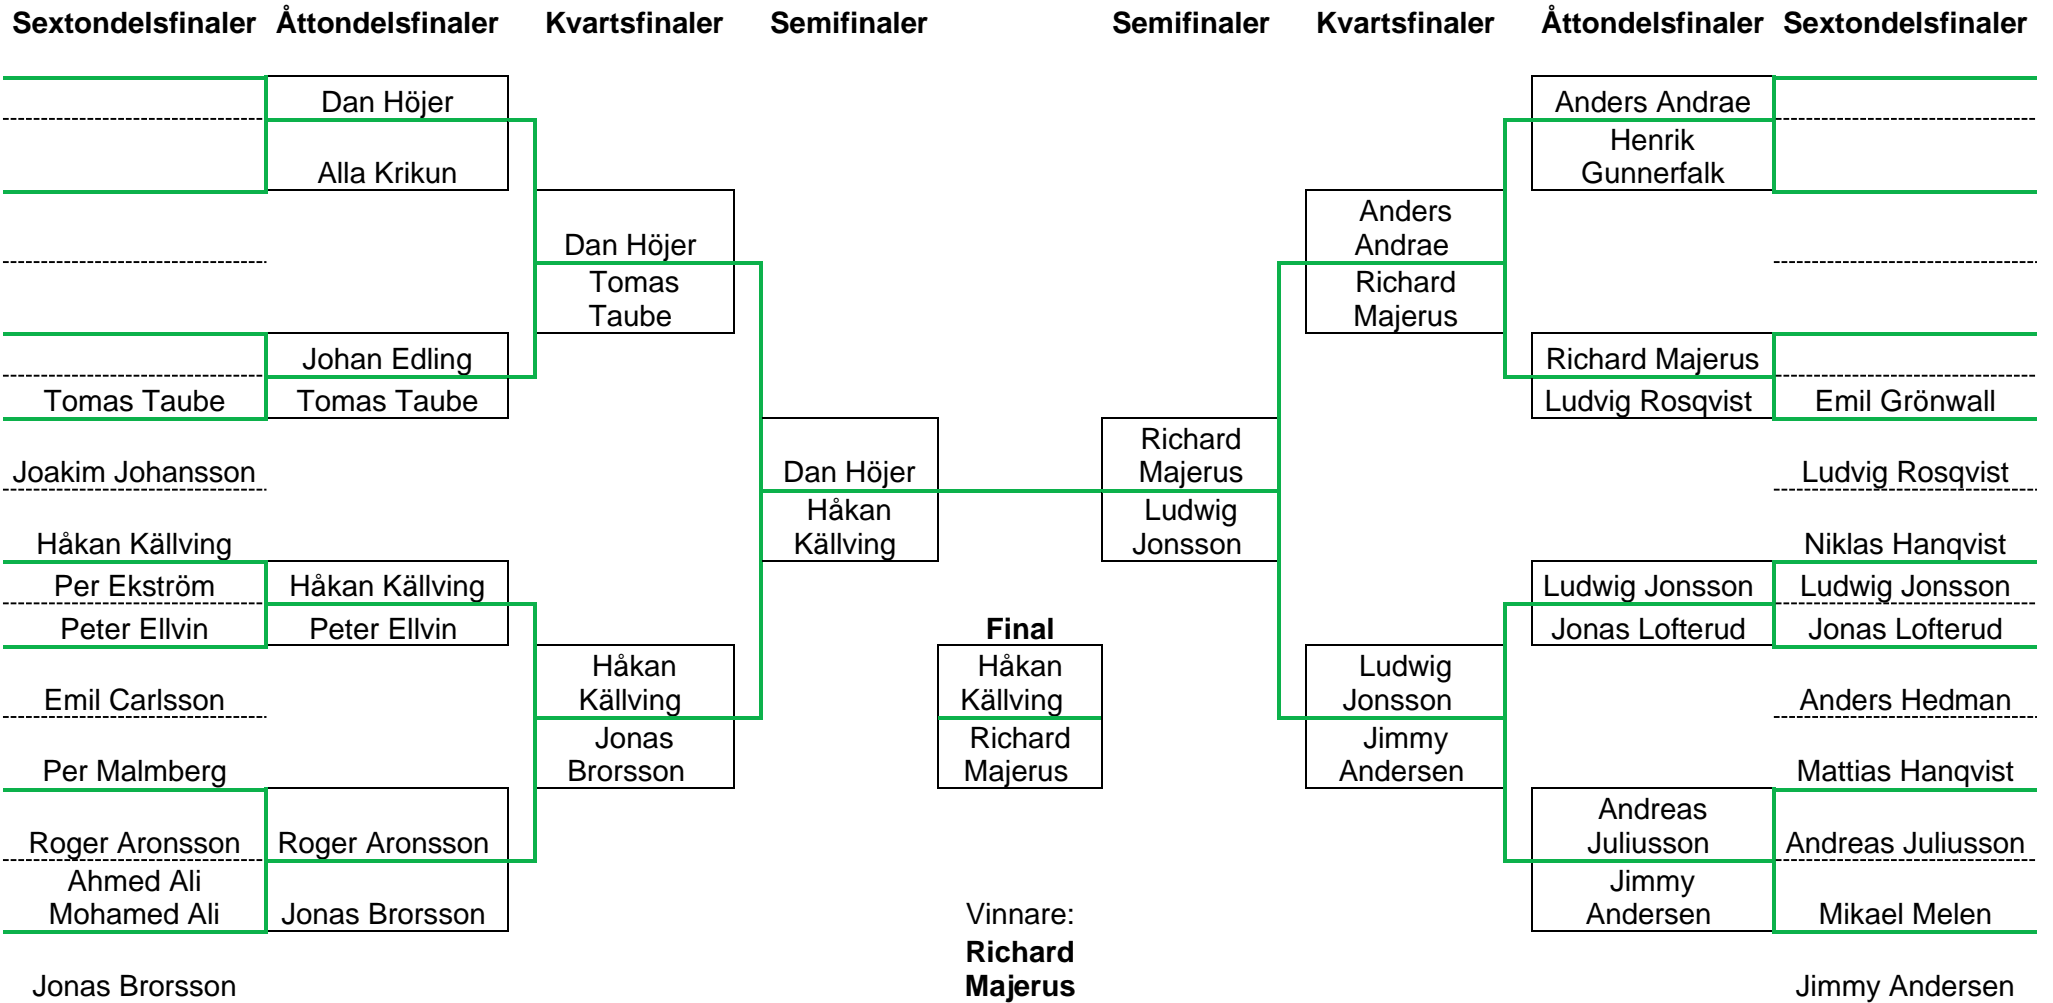 Sextondelsfinaler Åttondelsfinaler Kvartsfinaler Semifinaler Semifinaler Kvartsfinaler Åttondelsfinaler Sextondelsfinaler
Dan Höjer Anders Andrae
Henrik
Alla Krikun Gunnerfalk
Anders
Dan Höjer Andrae
Tomas Richard
Taube Majerus
Johan Edling Richard Majerus
Tomas Taube Tomas Taube Ludvig Rosqvist Emil Grönwall
Richard
Joakim Johansson Dan Höjer Majerus Ludvig Rosqvist
Håkan Ludwig
Håkan Källving Källving Jonsson Niklas Hanqvist
Per Ekström Håkan Källving Ludwig Jonsson Ludwig Jonsson
Peter Ellvin Peter Ellvin Final Jonas Lofterud Jonas Lofterud
Håkan Håkan Ludwig
Emil Carlsson Källving Källving Jonsson Anders Hedman
Jonas Richard Jimmy
Per Malmberg Brorsson Majerus Andersen Mattias Hanqvist
Andreas
Roger Aronsson Roger Aronsson Juliusson Andreas Juliusson
Ahmed Ali Jimmy
Mohamed Ali Jonas Brorsson Vinnare: Andersen Mikael Melen
Richard
Jonas Brorsson Majerus Jimmy Andersen